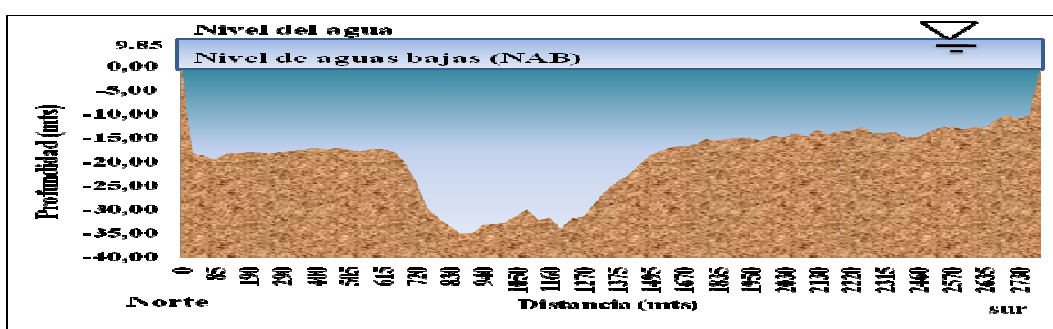 Nivel del agua
9.85
Nivel de aguas bajas (NAB)
0,00
-5,00
-10,00
-15,00
-20,00
-25,00
-30,00
-35,00
-40,00
Profundidad (mts)
0 85 190 290 400 505 615 720 830 940 1050 1160 1270 1375 1495 1670 1835 1950 2030 2130 2220 2315 2460 2570 2635 2730
Norte
Distancia (mts)
sur